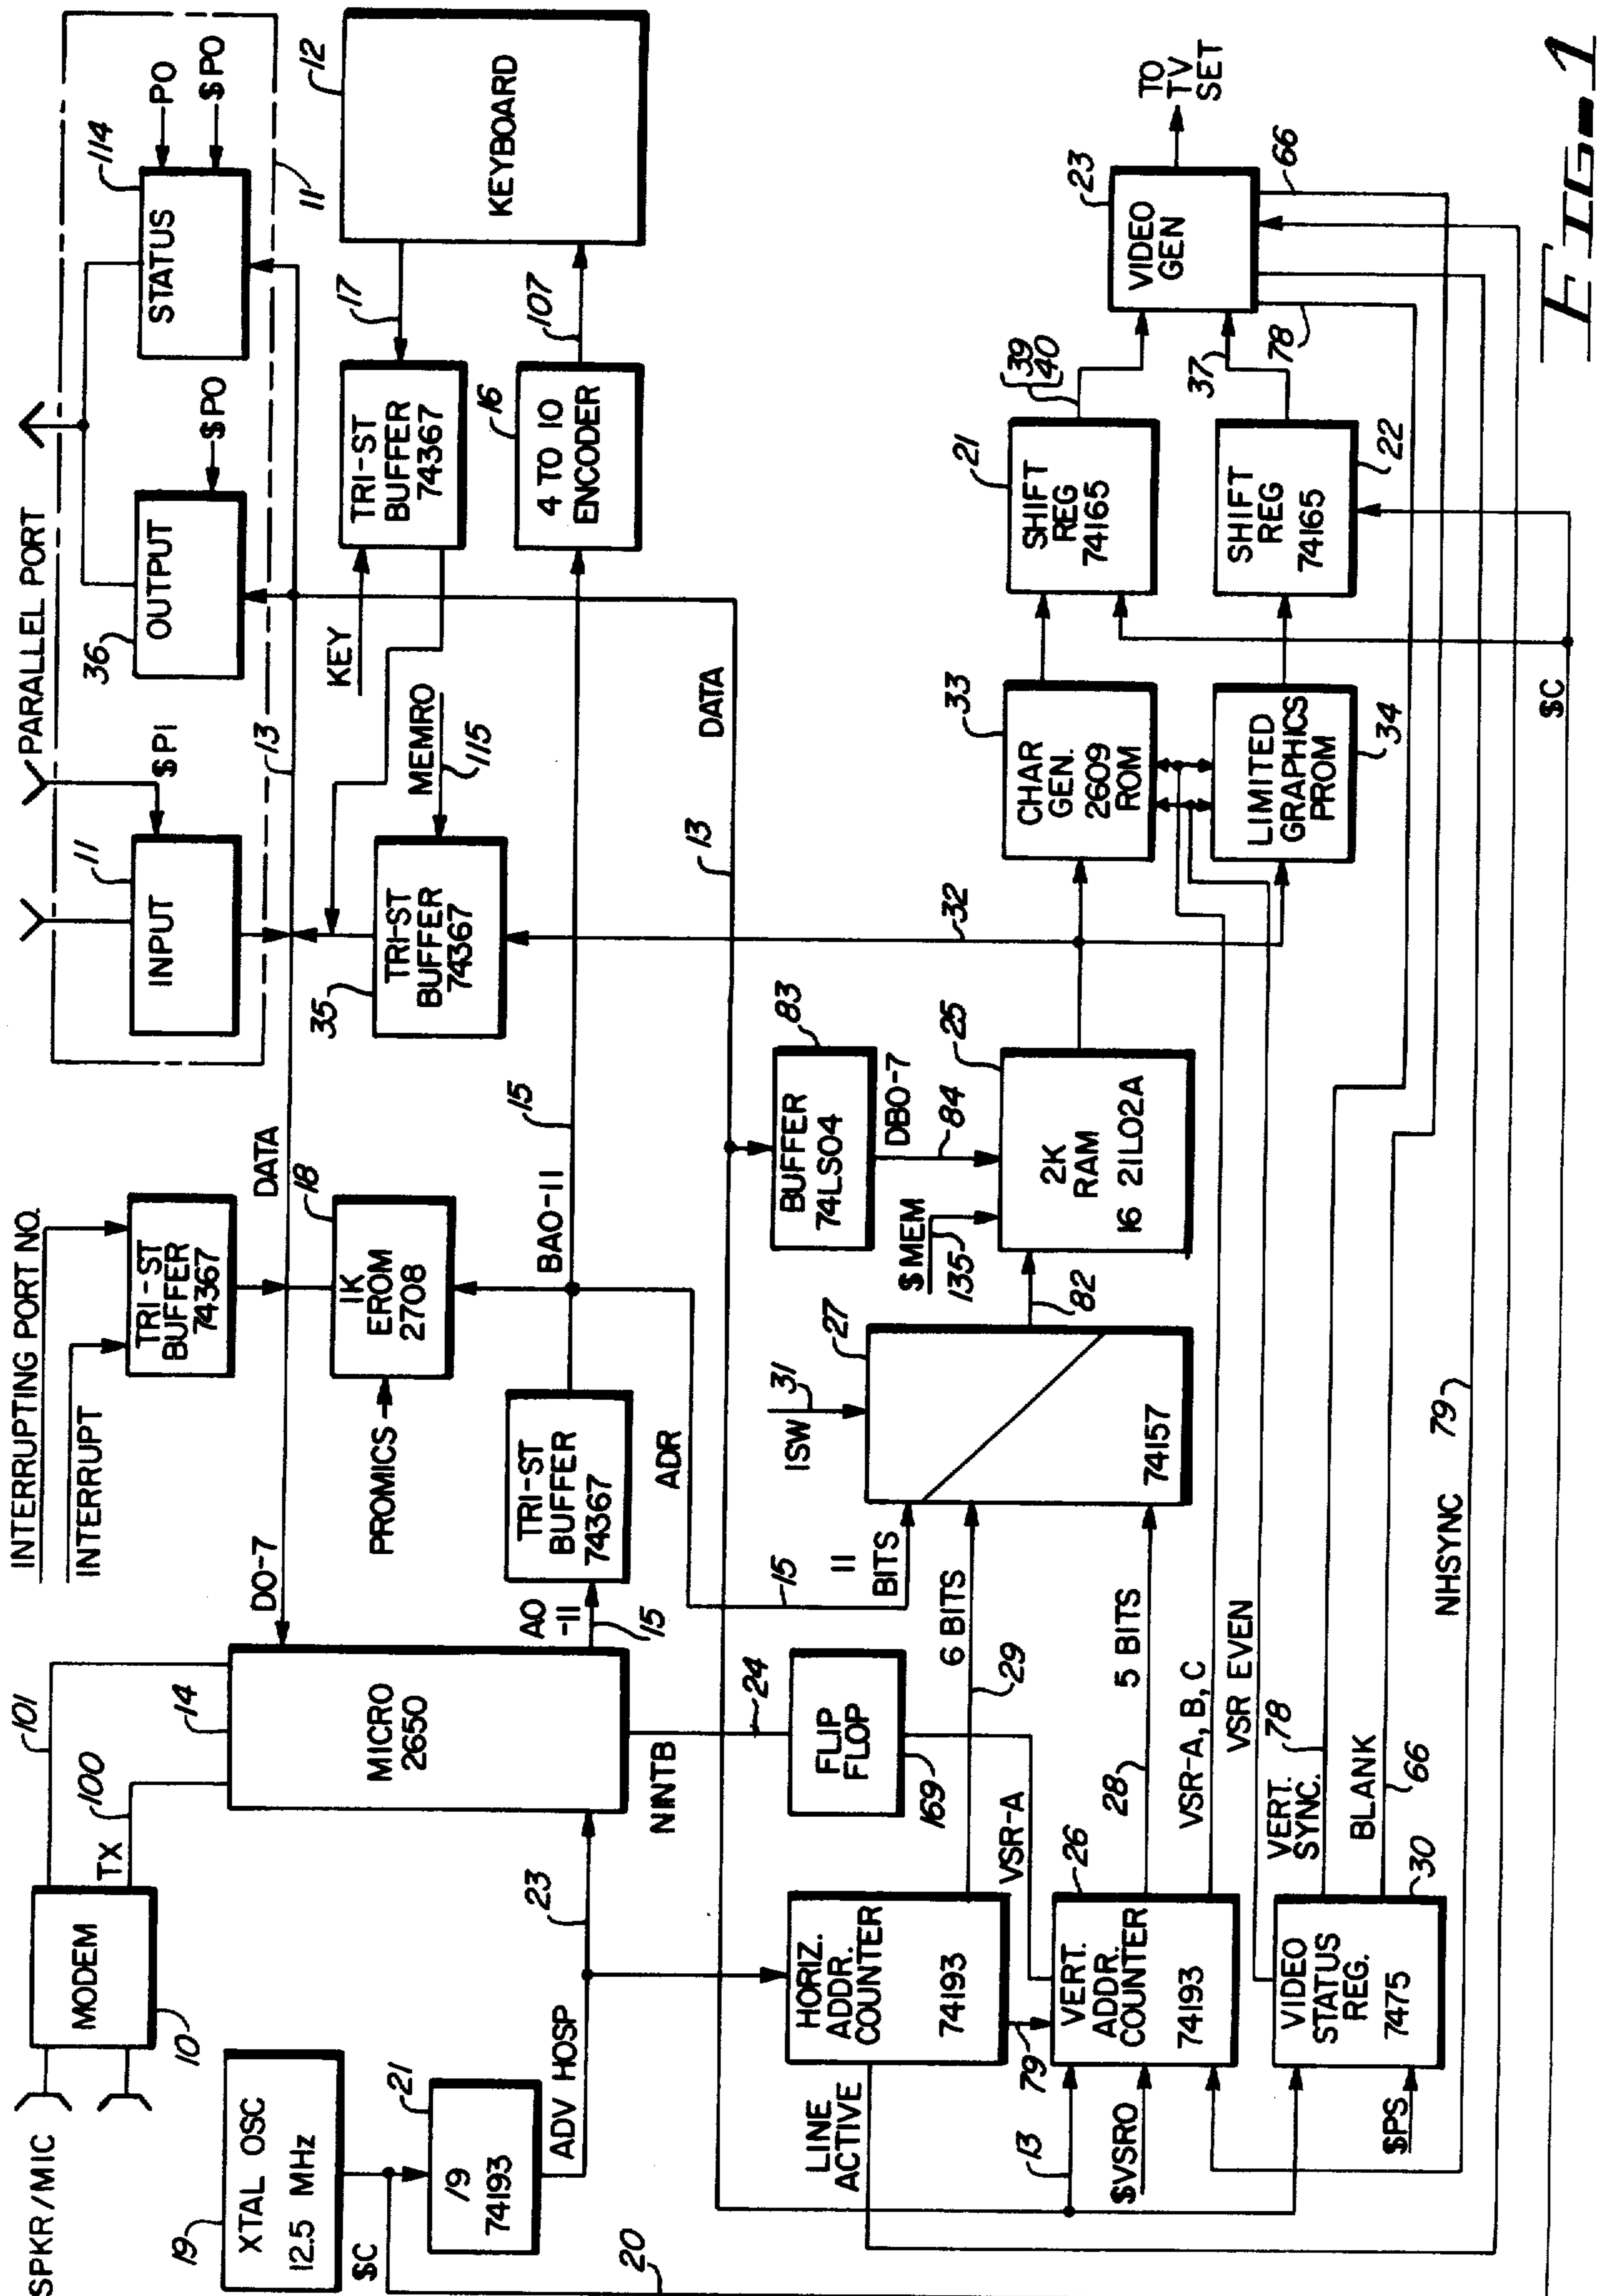 SPKR/MIC
MODEM
10
TX
100
101
INTERRUPTING PORT NO.
INTERRUPT
TRI-ST
BUFFER
74367
PARALLEL PORT
INPUT
11
$PI
36
OUTPUT
$PO
114
STATUS
PO
$PO
11
13
DATA
DO-7
19
XTAL OSC
12.5 MHz
$C
21
/9
74193
ADV HOSP
23
14
MICRO
2650
NINTB
AO
-11
15
PROMICS
18
1K
EROM
2708
TRI-ST
BUFFER
74367
BAO-11
15
ADR
35
TRI-ST
BUFFER
74367
MEMRO
115
KEY
TRI-ST
BUFFER
74367
17
12
KEYBOARD
16
4 TO 10
ENCODER
107
DATA
13
20
LINE
ACTIVE
HORIZ.
ADDR.
COUNTER
74193
79
VSR-A
FLIP
FLOP
169
24
6 BITS
29
15
11
BITS
ISW
31
27
74157
82
$MEM
135
BUFFER
74LS04
83
DBO-7
84
25
2K
RAM
16 21L02A
32
33
CHAR
GEN.
2609
ROM
21
SHIFT
REG
74165
39
40
23
VIDEO
GEN
TO
TV
SET
13
$VSRO
26
VERT.
ADDR.
COUNTER
74193
28
5 BITS
VSR-A, B, C
VSR EVEN
LIMITED
GRAPHICS
PROM
34
SHIFT
REG
74165
22
37
78
66
$PS
VIDEO
STATUS
REG.
7475
30
VERT.
SYNC.
78
BLANK
66
NHSYNC
79
$C
FIG-1